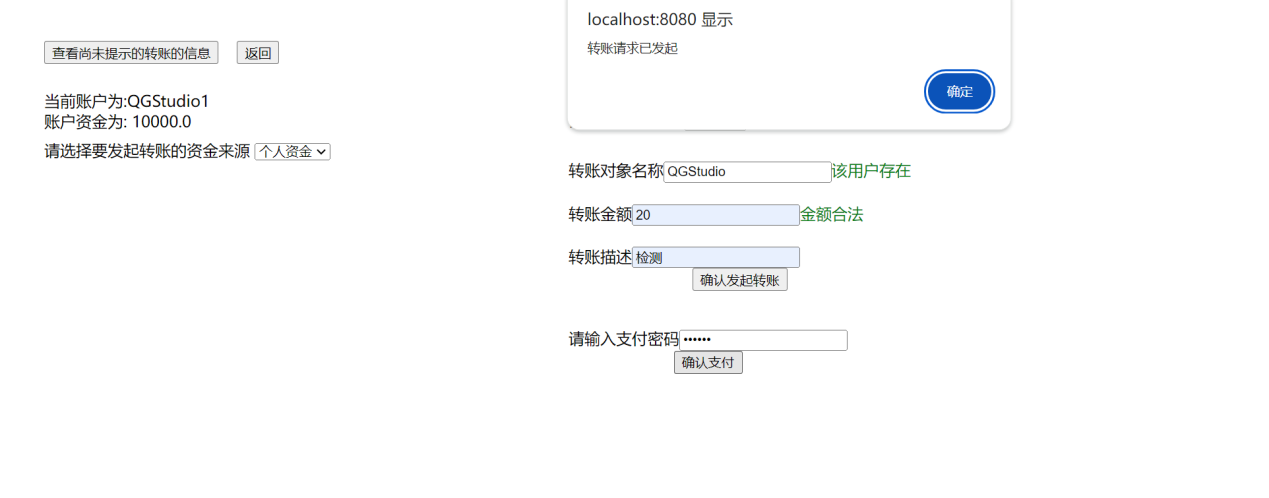 localhost:8080 显示
转账请求已发起
确定
查看尚未提示的转账的信息 返回
当前账户为:QGStudio1
账户资金为: 10000.0
请选择要发起转账的资金来源 个人资金
转账对象名称 QGStudio 该用户存在
转账金额 20 金额合法
转账描述 检测
确认发起转账
请输入支付密码 ••••••
确认支付